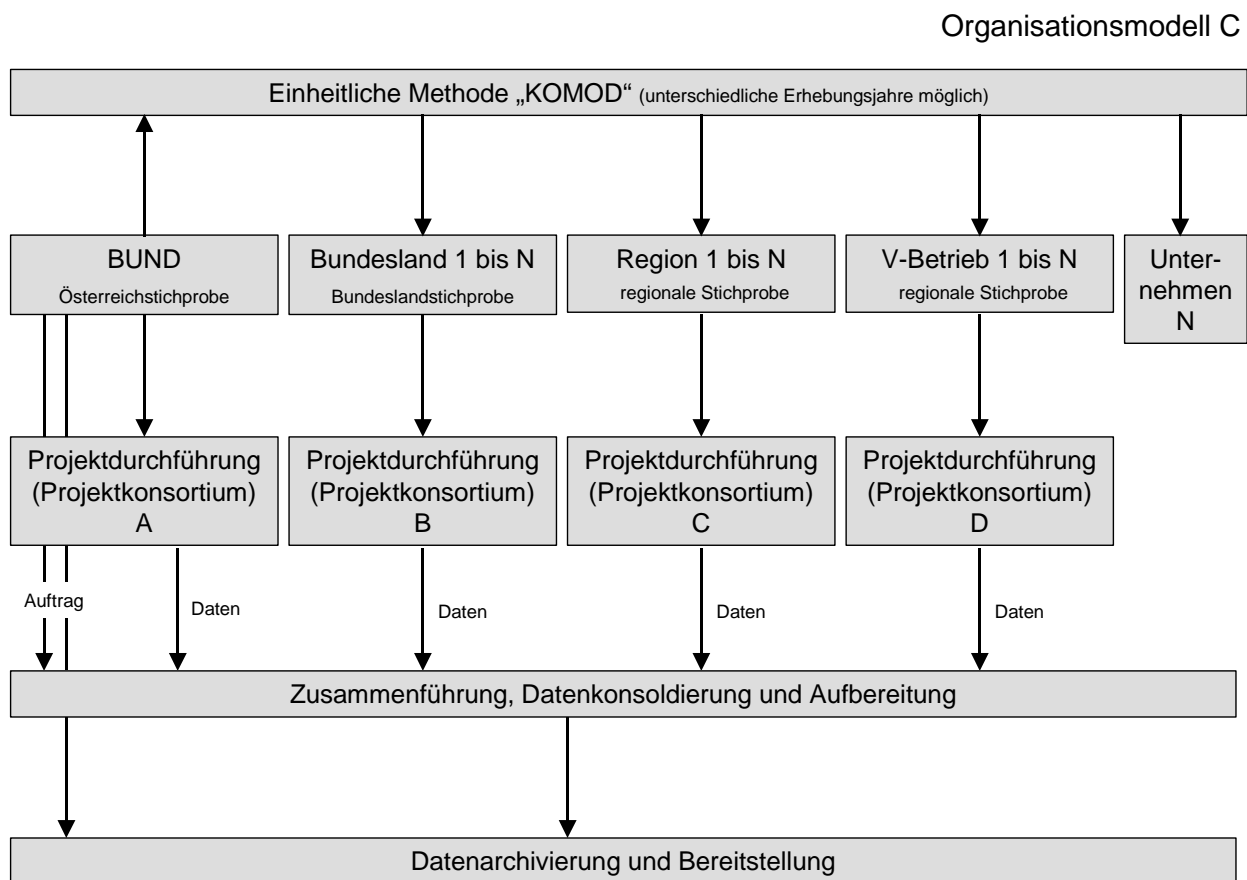 Organisationsmodell C
Einheitliche Methode „KOMOD“ (unterschiedliche Erhebungsjahre möglich)
BUND
Österreichstichprobe
Bundesland 1 bis N
Bundeslandstichprobe
Region 1 bis N
regionale Stichprobe
V-Betrieb 1 bis N
regionale Stichprobe
Unter-
nehmen
N
Projektdurchführung
(Projektkonsortium)
A
Projektdurchführung
(Projektkonsortium)
B
Projektdurchführung
(Projektkonsortium)
C
Projektdurchführung
(Projektkonsortium)
D
Auftrag
Daten
Daten
Daten
Daten
Zusammenführung, Datenkonsoldierung und Aufbereitung
Datenarchivierung und Bereitstellung